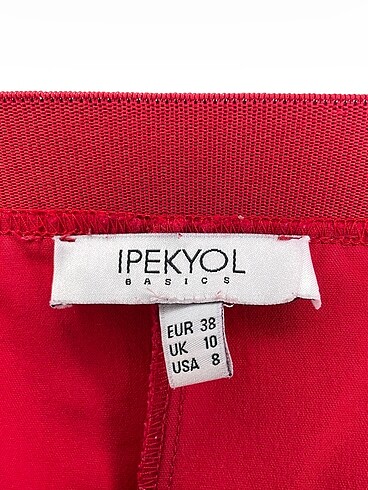 IPEKYOL
BASICS
EUR 38
UK 10
USA 8